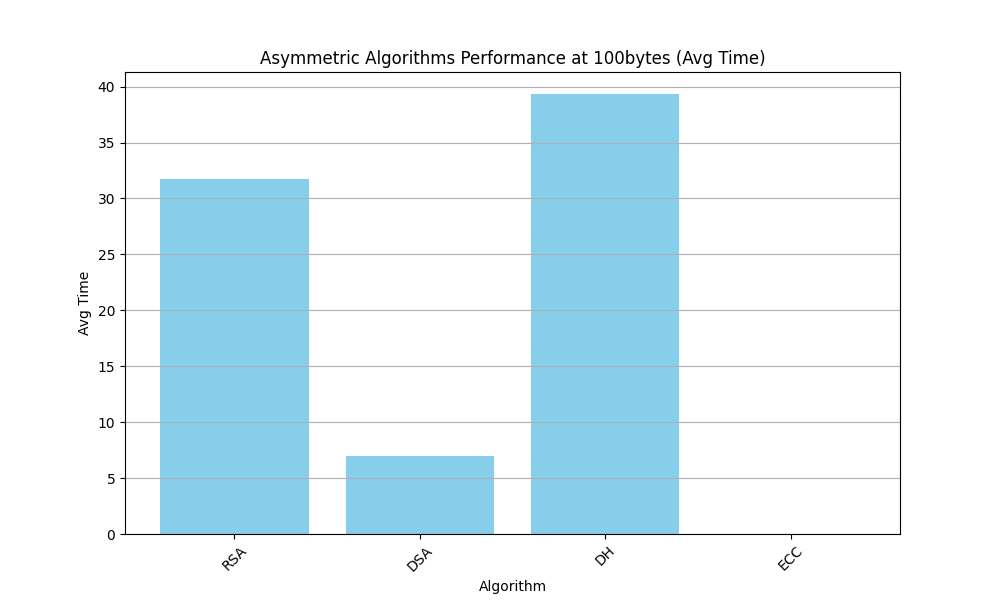 Asymmetric Algorithms Performance at 100bytes (Avg Time)
40
35
30
25
20
15
10
5
0
Avg Time
RSA
DSA
DH
ECC
Algorithm